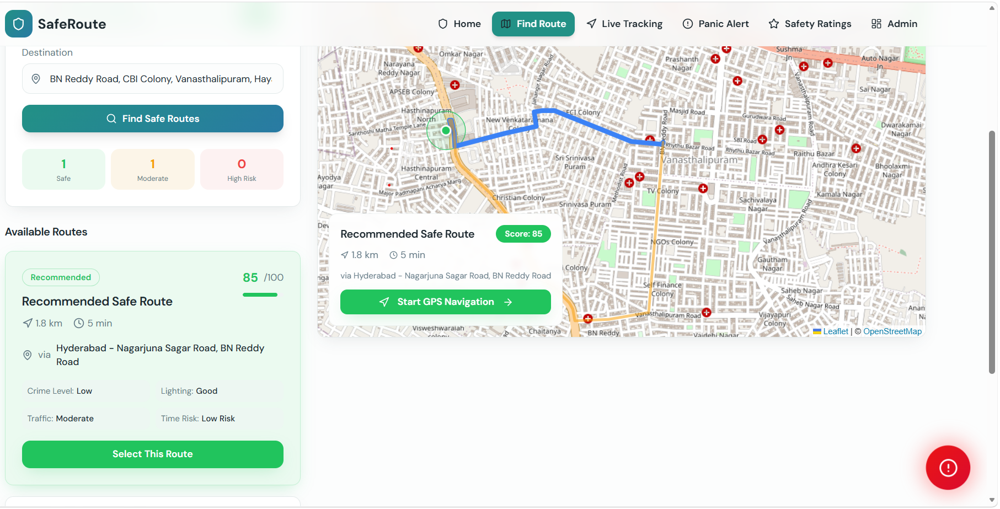 SafeRoute
Home
Find Route
Live Tracking
Panic Alert
Safety Ratings
Admin
Destination
BN Reddy Road, CBI Colony, Vanasthalipuram, Hay
Find Safe Routes
1
Safe
1
Moderate
0
High Risk
Available Routes
Recommended
85 /100
Recommended Safe Route
1.8 km
5 min
via
Hyderabad - Nagarjuna Sagar Road, BN Reddy
Road
Crime Level: Low
Lighting: Good
Traffic: Moderate
Time Risk: Low Risk
Select This Route
Omkar Nagar
Narayana
Reddy Nagar
APSEB Colony
Jahangir Nagar Road
Hasthinapuram
North
Santhoshi Matha Temple Lane
New Venkataramana
Colony
FCI Colony
Masjid Road
Prashanth
Nagar
Sushma
Jn
Auto Nagar
Jn
Sai Nagar
Vanasthalipuram Road
Gurudwara Road
Dwarakamai
Nagar
SBI Road
Rhythu Bazar Road
Rhythu Bazar Road
Raithu Bazar
Vanasthalipuram
Sri Srinivasa
Puram
Andhra Kesari
Colony
Bhoolaxmi
Nagar
Hasthinapuram
Central
Major Padmapani Acharya Marg
Methodist Road
TV Colony
Kamala Nagar
Christian Colony
Srinivasa Puram
Sachivalaya
Nagar
Vanasthalipuram Road
NGOs Colony
Gautham
Nagar
Colony
Self Finance
Colony
Saheb Nagar
Saheb Nagar Road
Vanasthalipuram Road
Vijayapuri
Colony
Visweshwaraiah
Chaitanya
BN Reddy
Vaidehi Nagar
Recommended Safe Route
Score: 85
1.8 km
5 min
via Hyderabad - Nagarjuna Sagar Road, BN Reddy Road
Start GPS Navigation
Leaflet | © OpenStreetMap